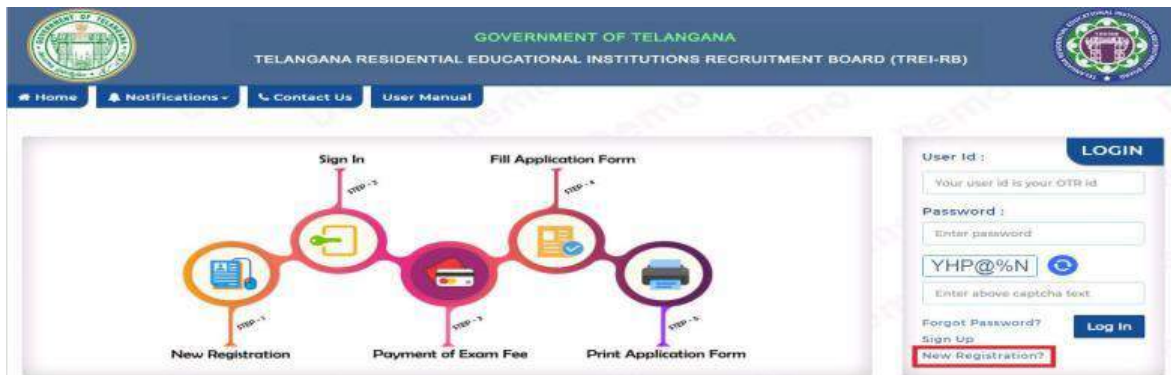 GOVERNMENT OF TELANGANA
TELANGANA RESIDENTIAL EDUCATIONAL INSTITUTIONS RECRUITMENT BOARD (TREI-RB)
Home
Notifications
Contact Us
User Manual
Sign In
Fill Application Form
New Registration
Payment of Exam Fee
Print Application Form
LOGIN
User Id :
Your user id is your OTR id
Password :
Enter password
YHP@%N
Enter above captcha text
Forgot Password?
Log In
Sign Up
New Registration?